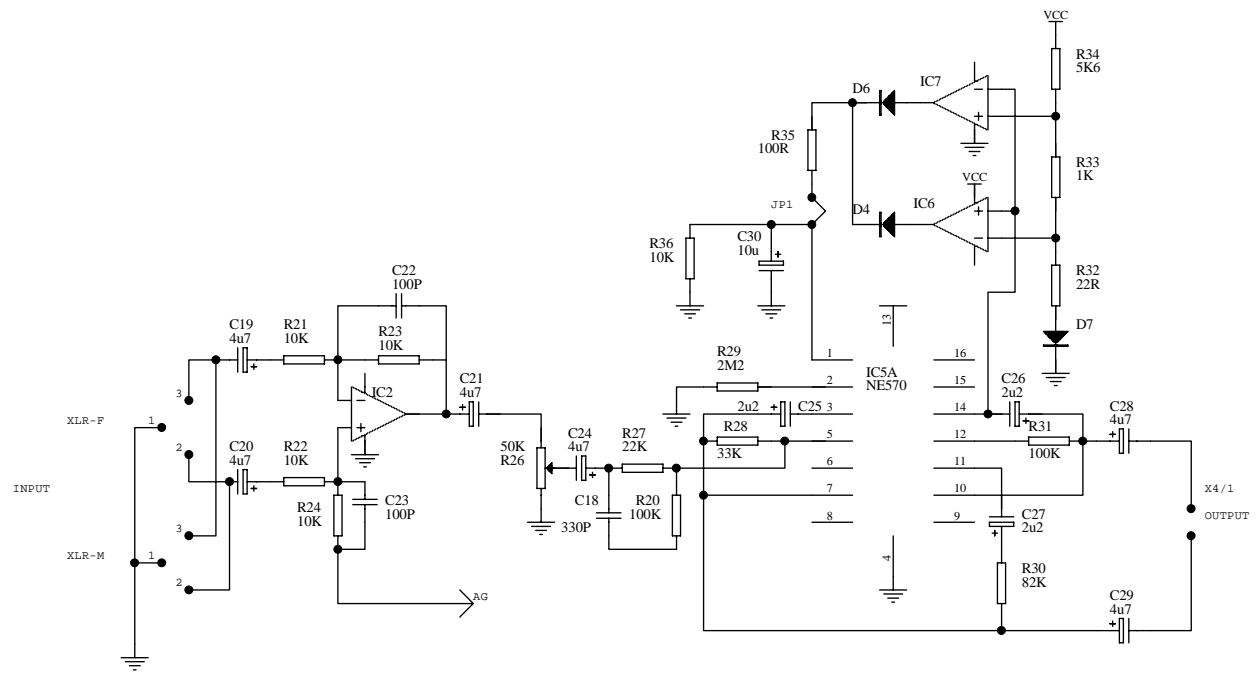 VCC
R34
5K6
D6
IC7
R35
100R
R33
1K
VCC
JP1
D4
IC6
R36
10K
C30
10u
R32
22R
D7
C22
100P
C19
4u7
R21
10K
R23
10K
IC2
C21
4u7
XLR-F
3
1
2
C20
4u7
R22
10K
R24
10K
C23
100P
INPUT
XLR-M
3
1
2
AG
50K
R26
C24
4u7
R27
22K
C18
330P
R20
100K
R29
2M2
2u2
C25
R28
33K
IC5A
NE570
13
1
2
3
5
6
7
8
16
15
14
12
11
10
9
4
C26
2u2
R31
100K
C28
4u7
C27
2u2
R30
82K
C29
4u7
X4/1
OUTPUT